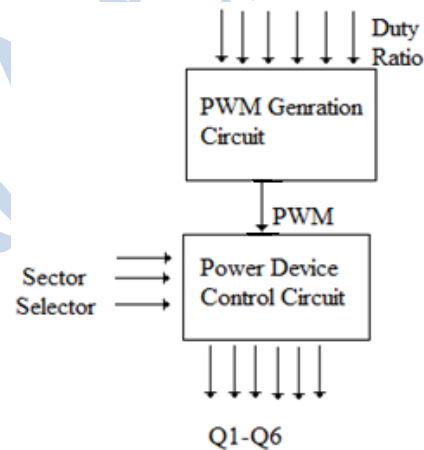 Duty
Ratio
PWM Genration
Circuit
PWM
Power Device
Control Circuit
Sector
Selector
Q1-Q6